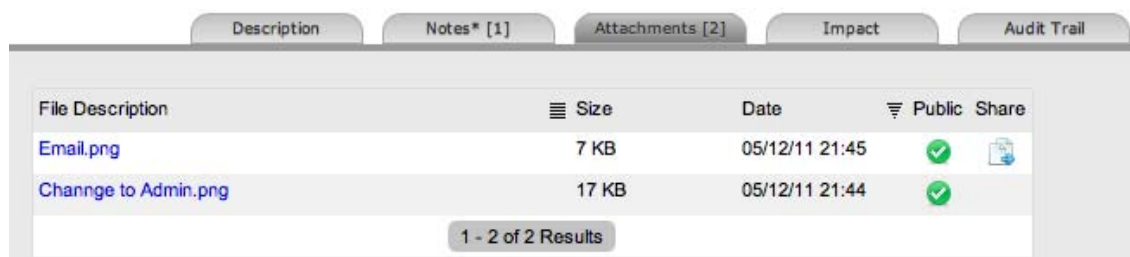 Description Notes* [1] Attachments [2] Impact Audit Trail
File Description Size Date Public Share
Email.png 7 KB 05/12/11 21:45
Channge to Admin.png 17 KB 05/12/11 21:44
1 - 2 of 2 Results